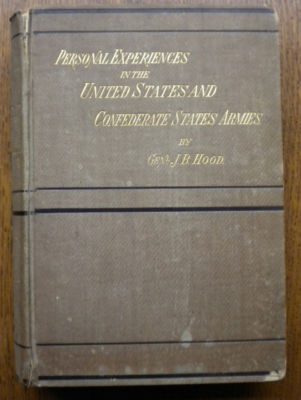 PERSONAL EXPERIENCES
IN THE
UNITED STATES AND
CONFEDERATE STATES ARMIES
BY
GEN'L J.B. HOOD.